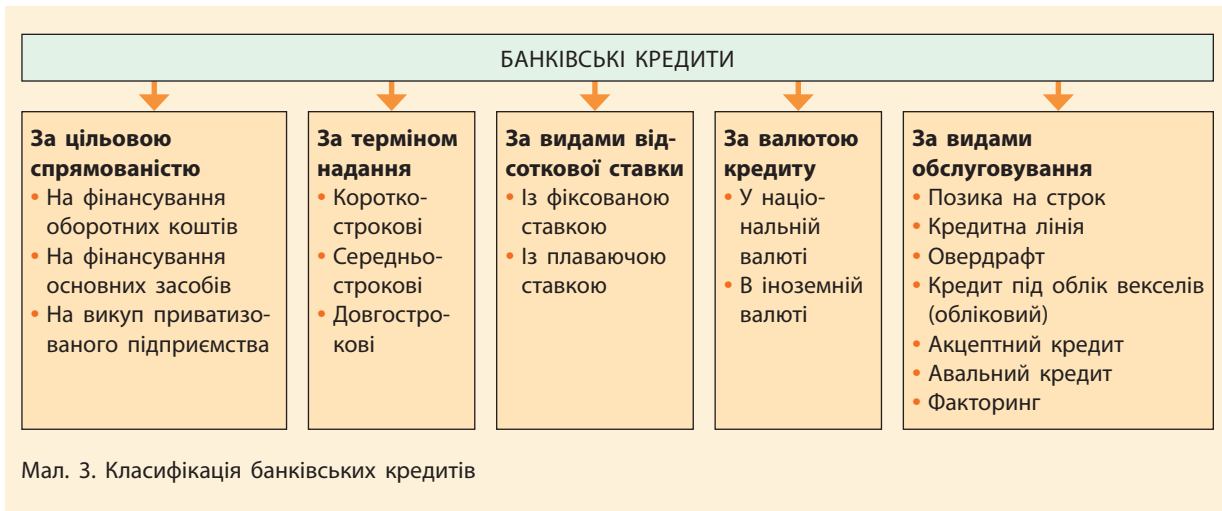 БАНКІВСЬКІ КРЕДИТИ
За цільовою
спрямованістю
• На фінансування
оборотних коштів
• На фінансування
основних засобів
• На викуп приватизо-
ваного підприємства
За терміном
надання
• Коротко-
строкові
• Середньо-
строкові
• Довгостро-
кові
За видами від-
соткової ставки
• Із фіксованою
ставкою
• Із плаваючою
ставкою
За валютою
кредиту
• У націо-
нальній
валюті
• В іноземній
валюті
За видами
обслуговування
• Позика на строк
• Кредитна лінія
• Овердрафт
• Кредит під облік векселів
(обліковий)
• Акцептний кредит
• Авальний кредит
• Факторинг
Мал. 3. Класифікація банківських кредитів